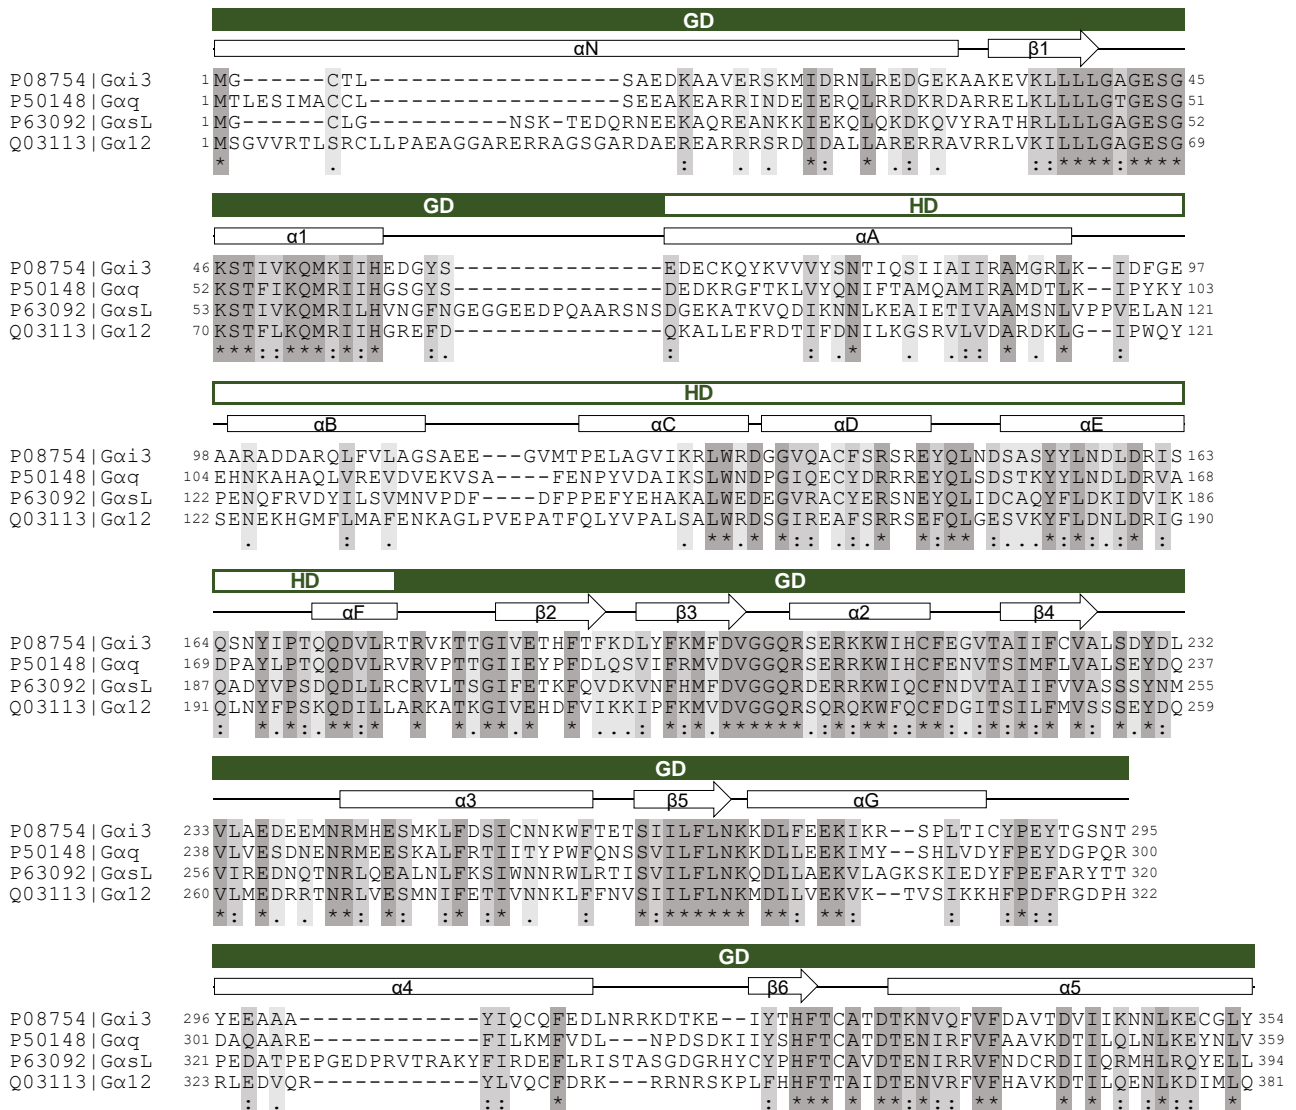 GD
αN β1
P08754|Gαi3 1 MG------CTL------------------SAEDKAAVERSKMIDRNLREDGEKAAKEVKLLLLGAGESG 45
P50148|Gαq 1 MTLESIMACCL------------------SEEAKEARRINDEIERQLRRDKRDARRELKLLLLGTGESG 51
P63092|GαsL 1 MG------CLG----------NSK-TEDQRNEEKAQREANKKIEKQLQKDKQVYRATHRLLLLGAGESG 52
Q03113|Gα12 1 MSGVVRTLSRCLLPAEAGGARERRAGSGARDAEREARRRSRDIDALLARERRAVRRLVKILLLGAGESG 69
* . : . . *: * .: . :: ****:****
GD HD
α1 αA
P08754|Gαi3 46 KSTIVKQMKIIHEDGYS---------------EDECKQYKVVVYSNTIQSIIAIIRAMGRLK--IDFGE 97
P50148|Gαq 52 KSTFIKQMRIIHGSGYS---------------DEDKRGFTKLVYQNIFTAMQAMIRAMDTLK--IPYKY 103
P63092|GαsL 53 KSTIVKQMRILHVNGFNGEGGEEDPQAARSNSDGEKATKVQDIKNNLKEAIETIVAAMSNLVPPVELAN 121
Q03113|Gα12 70 KSTFLKQMRIIHGREFD---------------QKALLEFRDTIFDNILKGSRVLVDARDKLG--IPWQY 121
***::***:*:* :. : : .* . .:: * . * :
HD
αB αC αD αE
P08754|Gαi3 98 AARADDARQLFVLAGSAEE---GVMTPELAGVIKRLWRDGGVQACFSRSREYQLNDSASYYLNDLDRIS 163
P50148|Gαq 104 EHNKAHAQLVREVDVEKVSA----FENPYVDAIKSLWNDPGIQECYDRRREYQLSDSTKYYLNDLDRVA 168
P63092|GαsL 122 PENQFRVDYILSVMNVPDF----DFPPEFYEHAKALWEDEGVRACYERSNEYQLIDCAQYFLDKIDVIK 186
Q03113|Gα12 122 SENEKHGMFLMAFENKAGLPVEPATFQLYVPALSALWRDSGIREAFSRRSEFQLGESVKYFLDNLDRIG 190
. : . . **.* *:: .:.* *:** :...*:*:.:* :
HD GD
αF β2 β3 α2 β4
P08754|Gαi3 164 QSNYIPTQQDVLRTRVKTTGIVETHFTFKDLYFKMFDVGGQRSERKKWIHCFEGVTAIIFCVALSDYDL 232
P50148|Gαq 169 DPAYLPTQQDVLRVRVPTTGIIEYPFDLQSVIFRMVDVGGQRSERRKWIHCFENVTSIMFLVALSEYDQ 237
P63092|GαsL 187 QADYVPSDQDLLRCRVLTSGIFETKFQVDKVNFHMFDVGGQRDERRKWIQCFNDVTAIIFVVASSSYNM 255
Q03113|Gα12 191 QLNYFPSKQDILLARKATKGIVEHDFVIKKIPFKMVDVGGQRSQRQKWFQCFDGITSILFMVSSSEYDQ 259
: *.*:.**:* * *.**.* * ...: *:*.******.:*:**::**:.:*:*:* *: *.*:
GD
α3 β5 αG
P08754|Gαi3 233 VLAEDEEMNRMHESMKLFDSICNNKWFTETSIILFLNKKDLFEEKIKR--SPLTICYPEYTGSNT 295
P50148|Gαq 238 VLVESDNENRMEESKALFRTIITYPWFQNSSVILFLNKKDLLEEKIMY--SHLVDYFPEYDGPQR 300
P63092|GαsL 256 VIREDNQTNRLQEALNLFKSIWNNRWLRTISVILFLNKQDLLAEKVLAGKSKIEDYFPEFARYTT 320
Q03113|Gα12 260 VLMEDRRTNRLVESMNIFETIVNNKLFFNVSIILFLNKMDLLVEKVK--TVSIKKHFPDFRGDPH 322
*: *. . **: *: :* :* . : *:****** **: **: : :*::
GD
α4 β6 α5
P08754|Gαi3 296 YEEAAA-------------YIQCQFEDLNRRKDTKE--IYTHFTCATDTKNVQFVFDAVTDVIIKNNLKECGLY 354
P50148|Gαq 301 DAQAARE------------YILKMFVDL---NPDSDKIIYSHFTCATDTENIRFVFAAVKDTILQLNLKEYNLV 359
P63092|GαsL 321 PEDATPEPGEDPRVTRAKYFIRDEFLRISTASGDGRHYCYPHFTCAVDTENIRRVFNDCRDIIQRMHLRQYELL 394
Q03113|Gα12 323 RLEDVQR------------YLVQCFDRK---RRNRSKPLFHHFTTAIDTENVRFVFHAVKDTILQENLKDIMLQ 381
: . :: * : *** * **:*:: ** * * : :*:: *